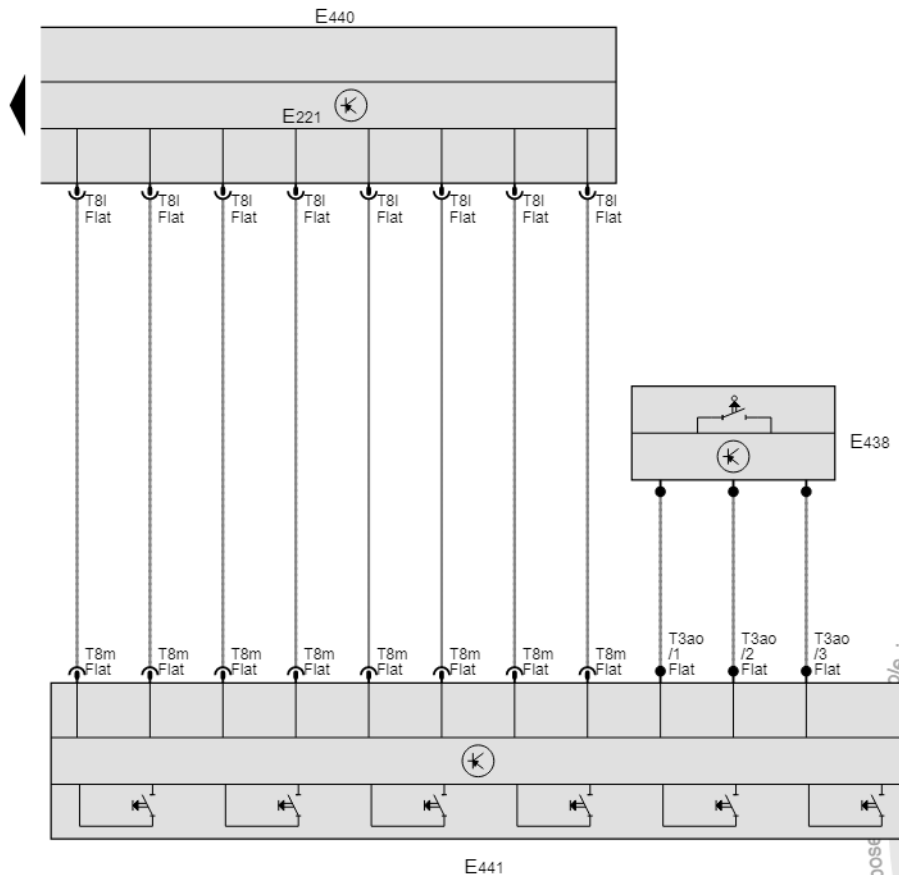 E440
E221
T8l T8l T8l T8l T8l T8l T8l T8l
Flat Flat Flat Flat Flat Flat Flat Flat
E438
T8m T8m T8m T8m T8m T8m T8m T8m T3ao T3ao T3ao
Flat Flat Flat Flat Flat Flat Flat Flat /1 /2 /3
Flat Flat Flat
E441